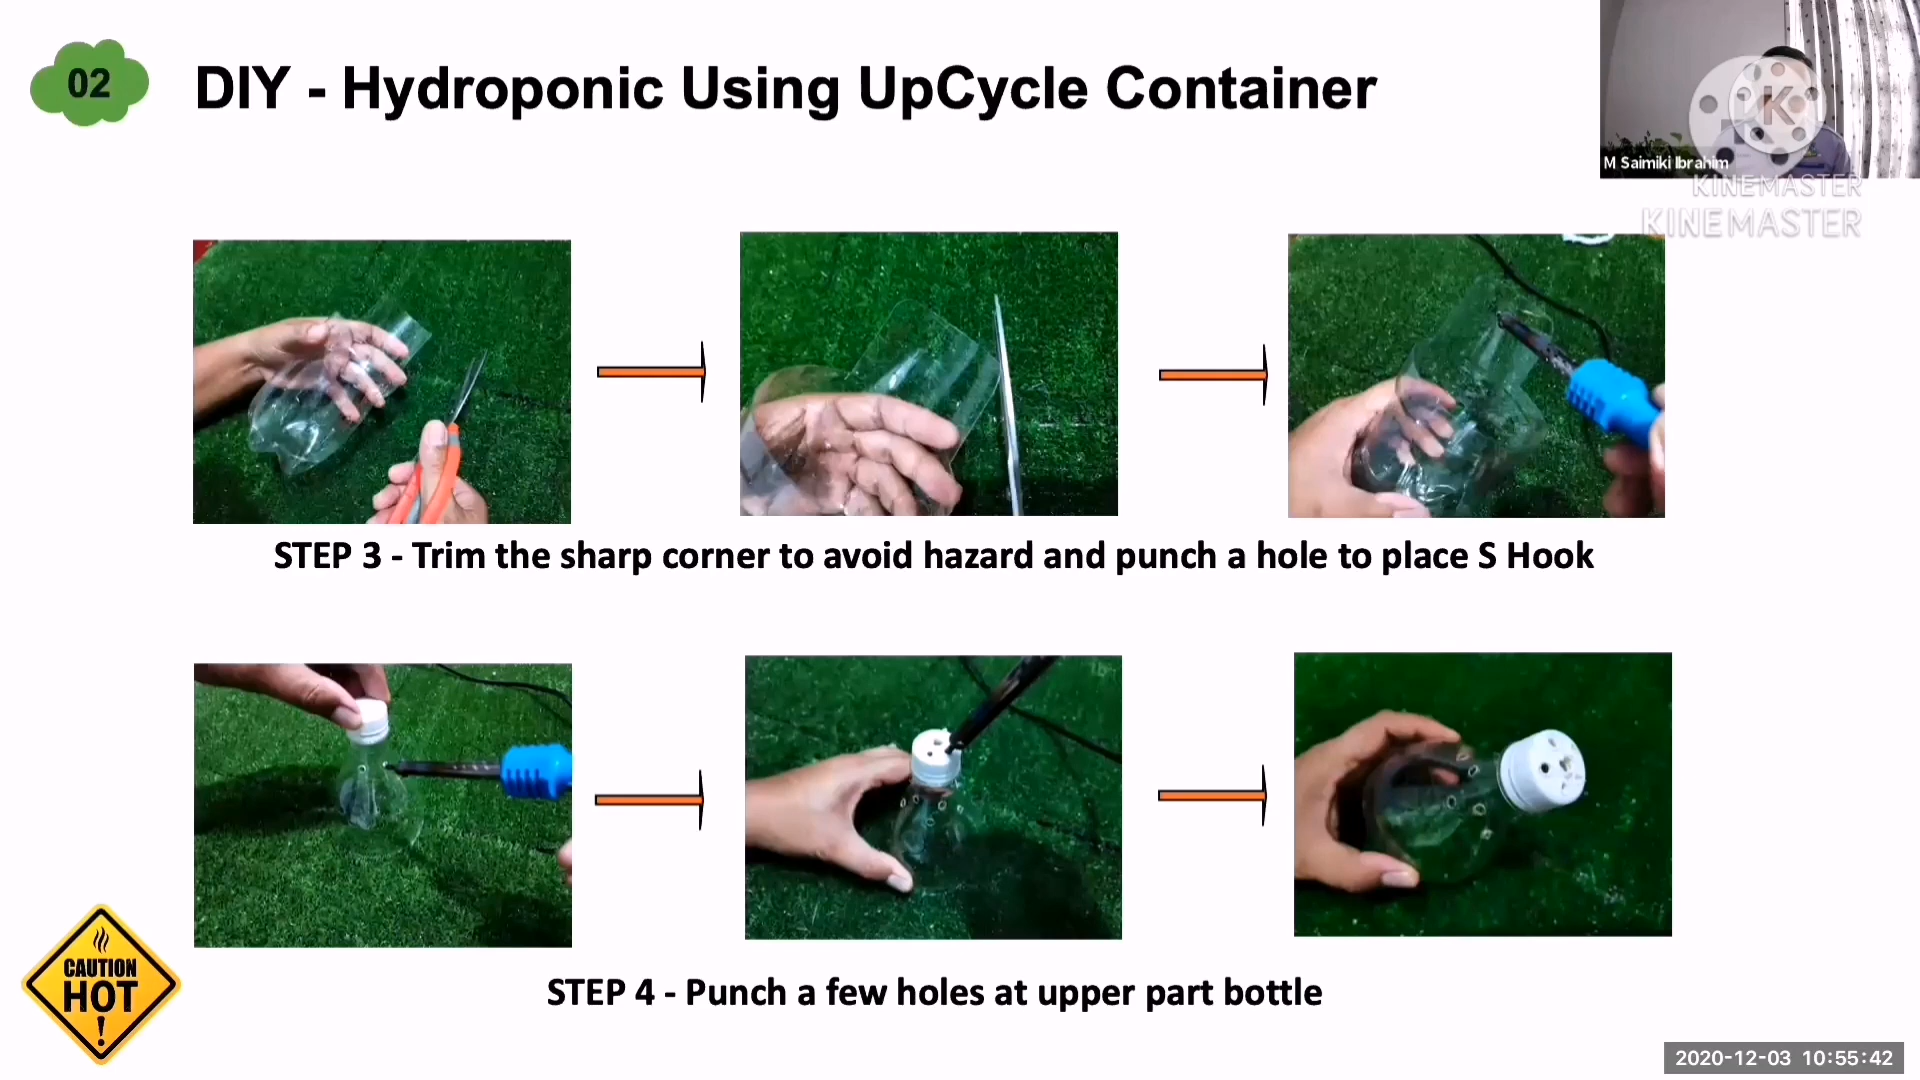 02
DIY - Hydroponic Using UpCycle Container
K
M Saimiki Ibrahim
KINEMASTER
KINEMASTER
STEP 3 - Trim the sharp corner to avoid hazard and punch a hole to place S Hook
CAUTION
HOT
!
STEP 4 - Punch a few holes at upper part bottle
2020-12-03 10:55:42